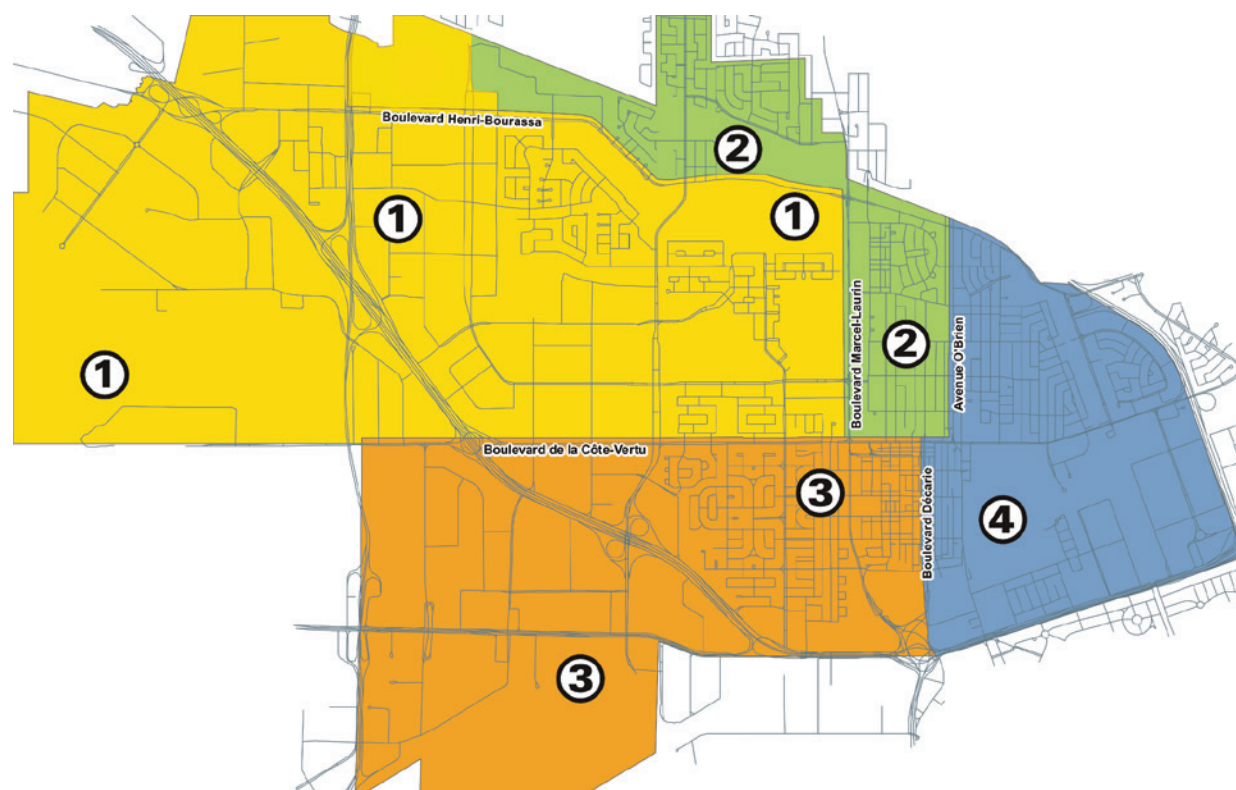 Boulevard Henri-Bourassa
2
1
1
Boulevard Marcel-Laurin
2
Avenue O'Brien
1
Boulevard de la Côte-Vertu
3
Boulevard Décarie
4
3